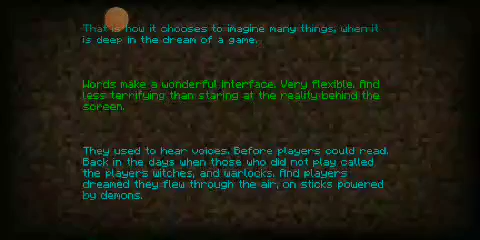 That is how it chooses to imagine many things, when it
is deep in the dream of a game.
Words make a wonderful interface. Very flexible. And
less terrifying than staring at the reality behind the
screen.
They used to hear voices. Before players could read.
Back in the days when those who did not play called
the players witches, and warlocks. And players
dreamed they flew through the air, on sticks powered
by demons.